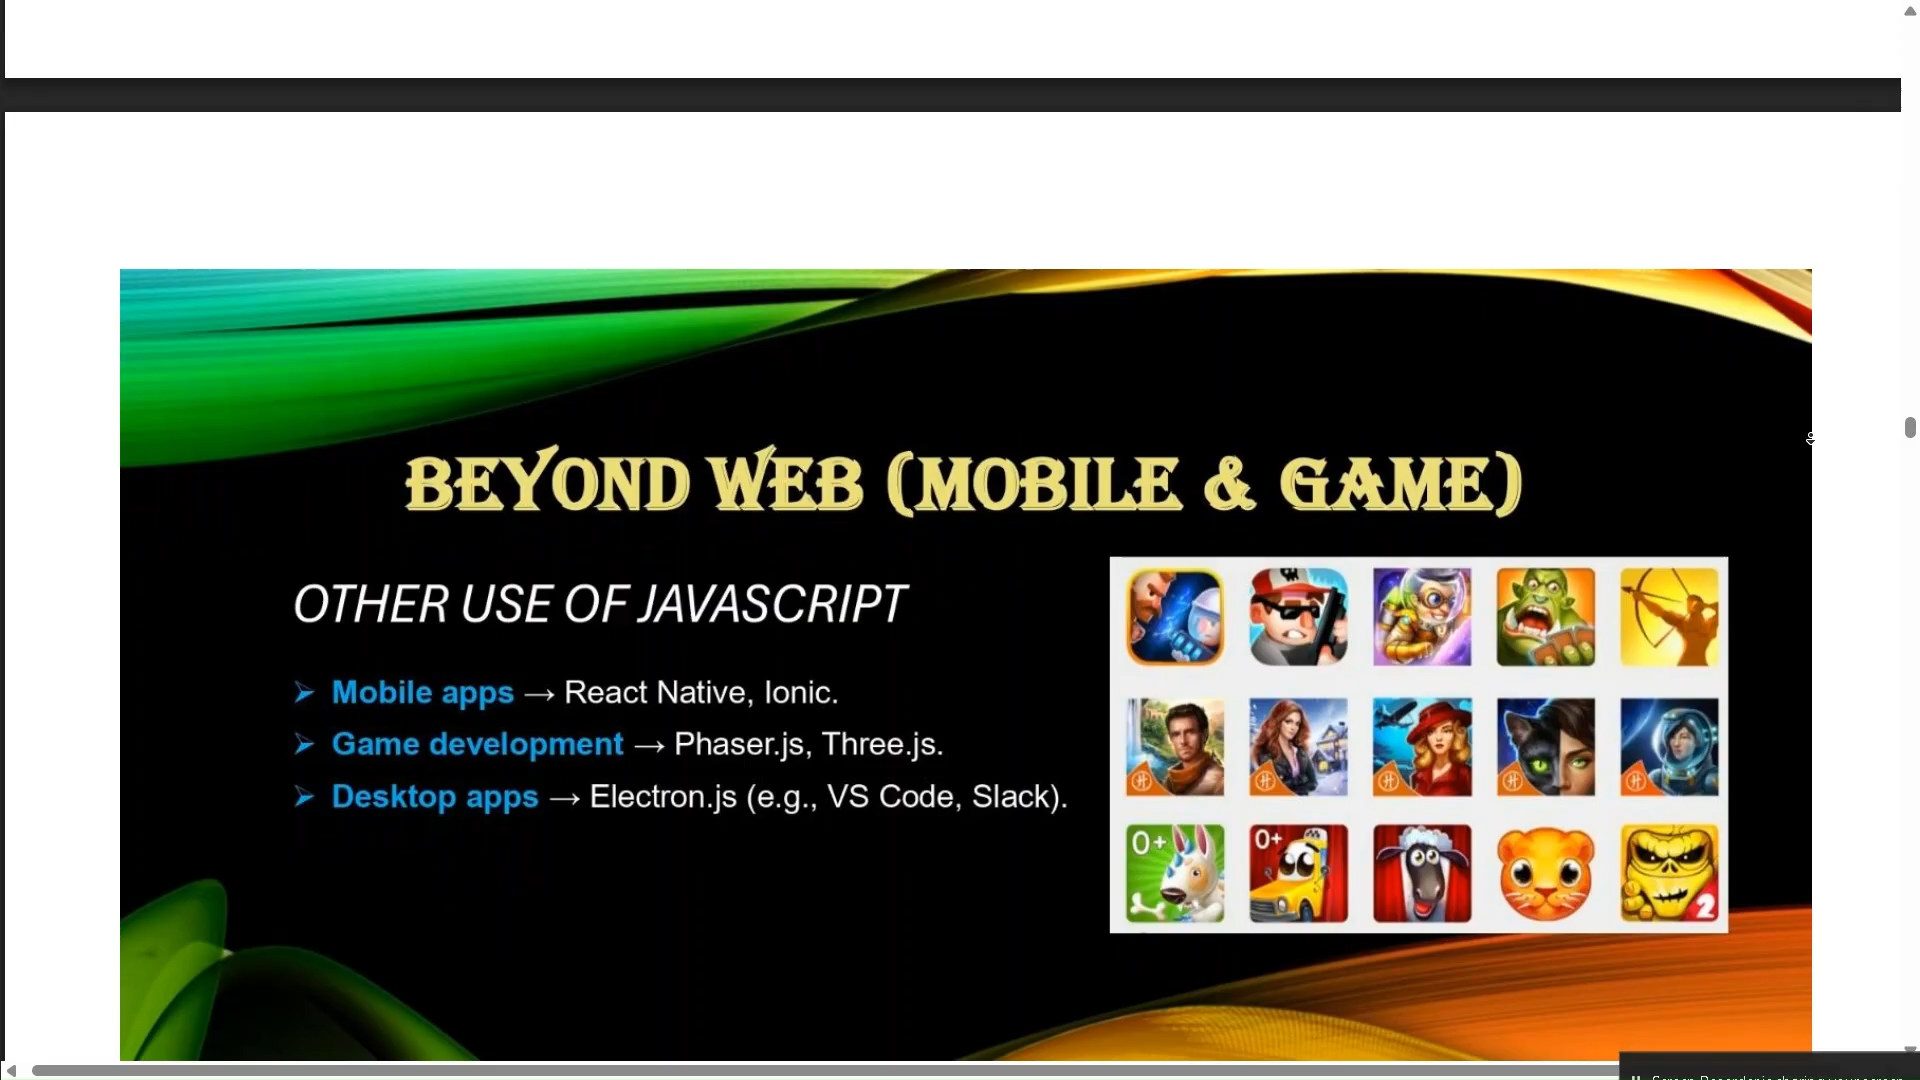 BEYOND WEB (MOBILE & GAME)
OTHER USE OF JAVASCRIPT
➢ Mobile apps → React Native, Ionic.
➢ Game development → Phaser.js, Three.js.
➢ Desktop apps → Electron.js (e.g., VS Code, Slack).
0+
0+
2